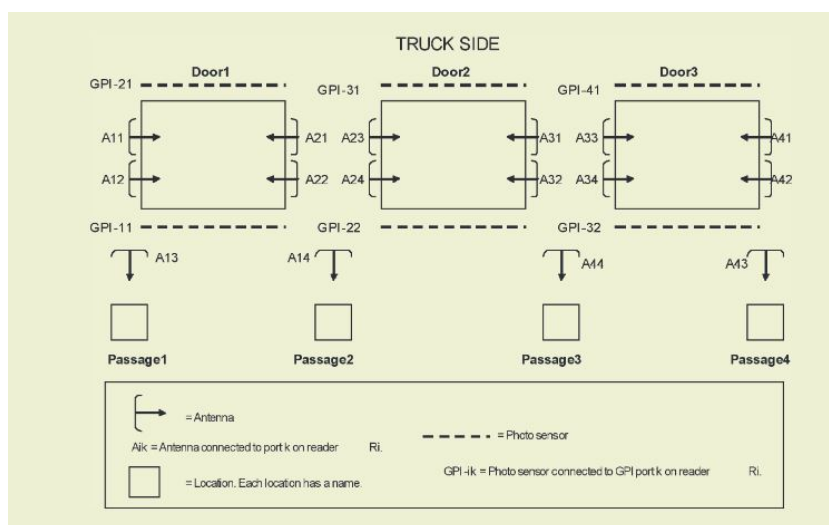 TRUCK SIDE
Door1 Door2 Door3
GPI-21 GPI-31 GPI-41
A11 A21 A23 A31 A33 A41
A12 A22 A24 A32 A34 A42
GPI-11 GPI-22 GPI-32
A13 A14 A44 A43
Passage1 Passage2 Passage3 Passage4
= Antenna
Aik = Antenna connected to port k on reader Ri.
= Location. Each location has a name.
= Photo sensor
GPI-ik = Photo sensor connected to GPI port k on reader Ri.